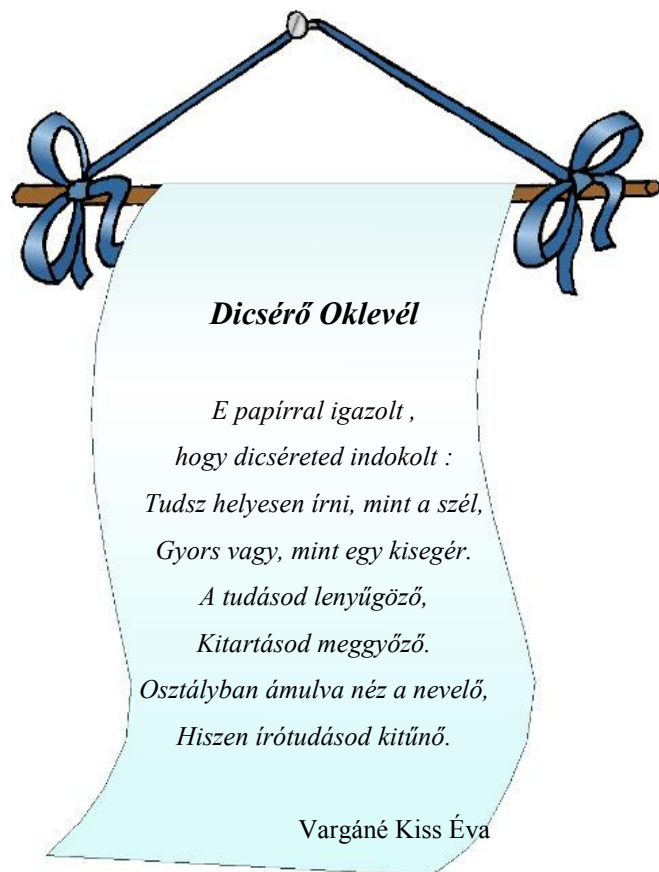 Dicsérő Oklevél
E papírral igazolt ,
hogy dicséreted indokolt :
Tudsz helyesen írni, mint a szél,
Gyors vagy, mint egy kisegér.
A tudásod lenyűgöző,
Kitartásod meggyőző.
Osztályban ámulva néz a nevelő,
Hiszen írótudásod kitűnő.
Vargáné Kiss Éva